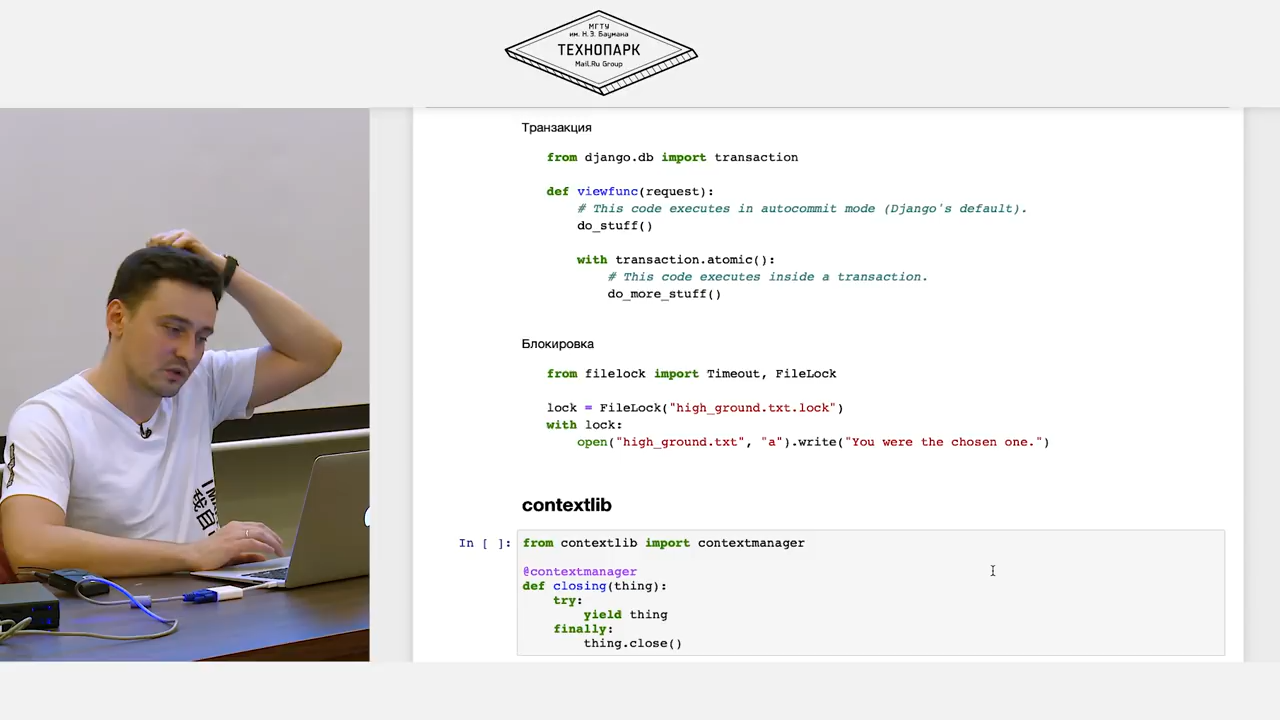 МГТУ
им. Н.Э. Баумана
ТЕХНОПАРК
Mail.Ru Group
Транзакция
from django.db import transaction
def viewfunc(request):
# This code executes in autocommit mode (Django's default).
do_stuff()
with transaction.atomic():
# This code executes inside a transaction.
do_more_stuff()
Блокировка
from filelock import Timeout, FileLock
lock = FileLock("high_ground.txt.lock")
with lock:
open("high_ground.txt", "a").write("You were the chosen one.")
contextlib
In [ ]:
from contextlib import contextmanager
@contextmanager
def closing(thing):
try:
yield thing
finally:
thing.close()